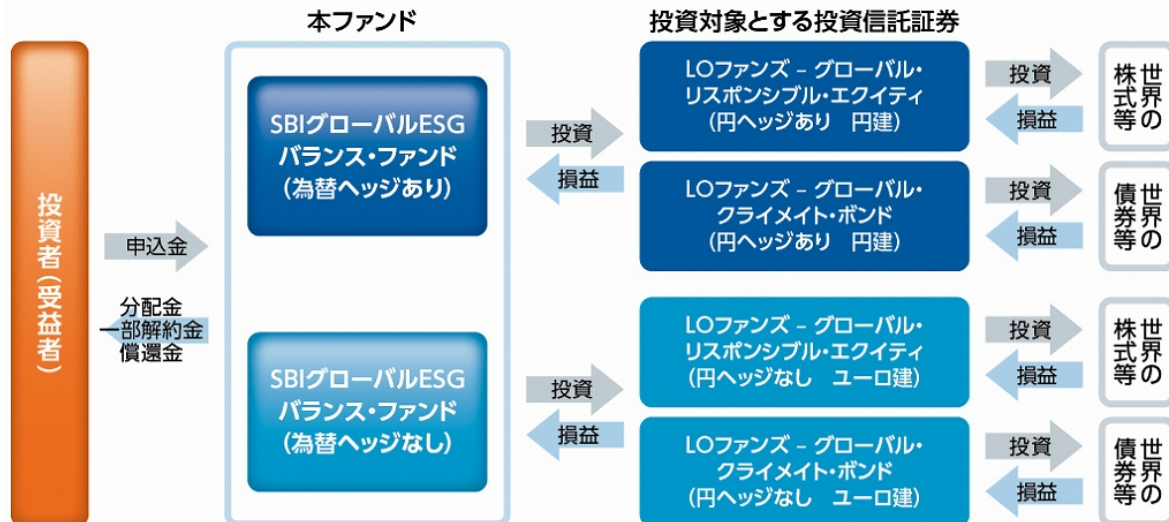 本ファンド
投資対象とする投資信託証券
投資者(受益者)
申込金
分配金
一部解約金
償還金
SBIグローバルESG
バランス・ファンド
(為替ヘッジあり)
投資
損益
LOファンズ – グローバル・
リスポンシブル・エクイティ
(円ヘッジあり 円建)
投資
損益
世界の
株式等
LOファンズ – グローバル・
クライメイト・ボンド
(円ヘッジあり 円建)
投資
損益
世界の
債券等
SBIグローバルESG
バランス・ファンド
(為替ヘッジなし)
投資
損益
LOファンズ – グローバル・
リスポンシブル・エクイティ
(円ヘッジなし ユーロ建)
投資
損益
世界の
株式等
LOファンズ – グローバル・
クライメイト・ボンド
(円ヘッジなし ユーロ建)
投資
損益
世界の
債券等